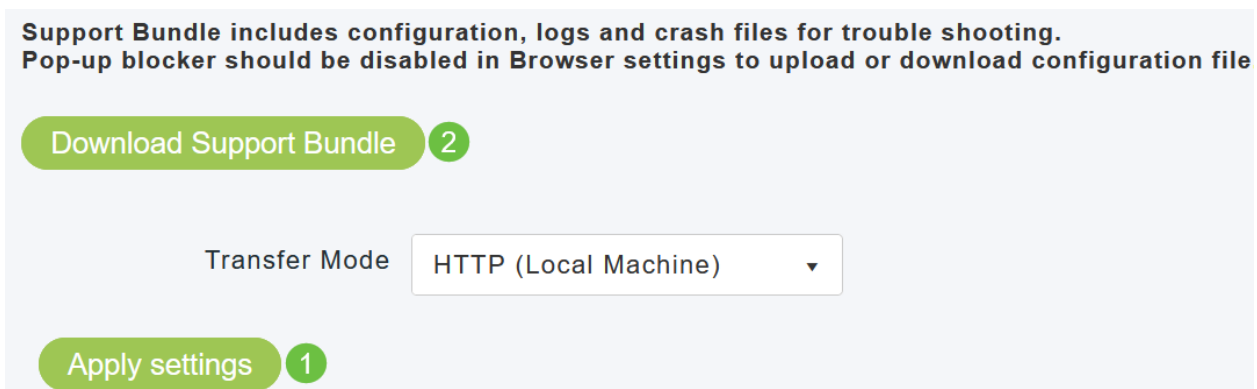 Support Bundle includes configuration, logs and crash files for trouble shooting.
Pop-up blocker should be disabled in Browser settings to upload or download configuration file
Download Support Bundle 2
Transfer Mode HTTP (Local Machine)
Apply settings 1